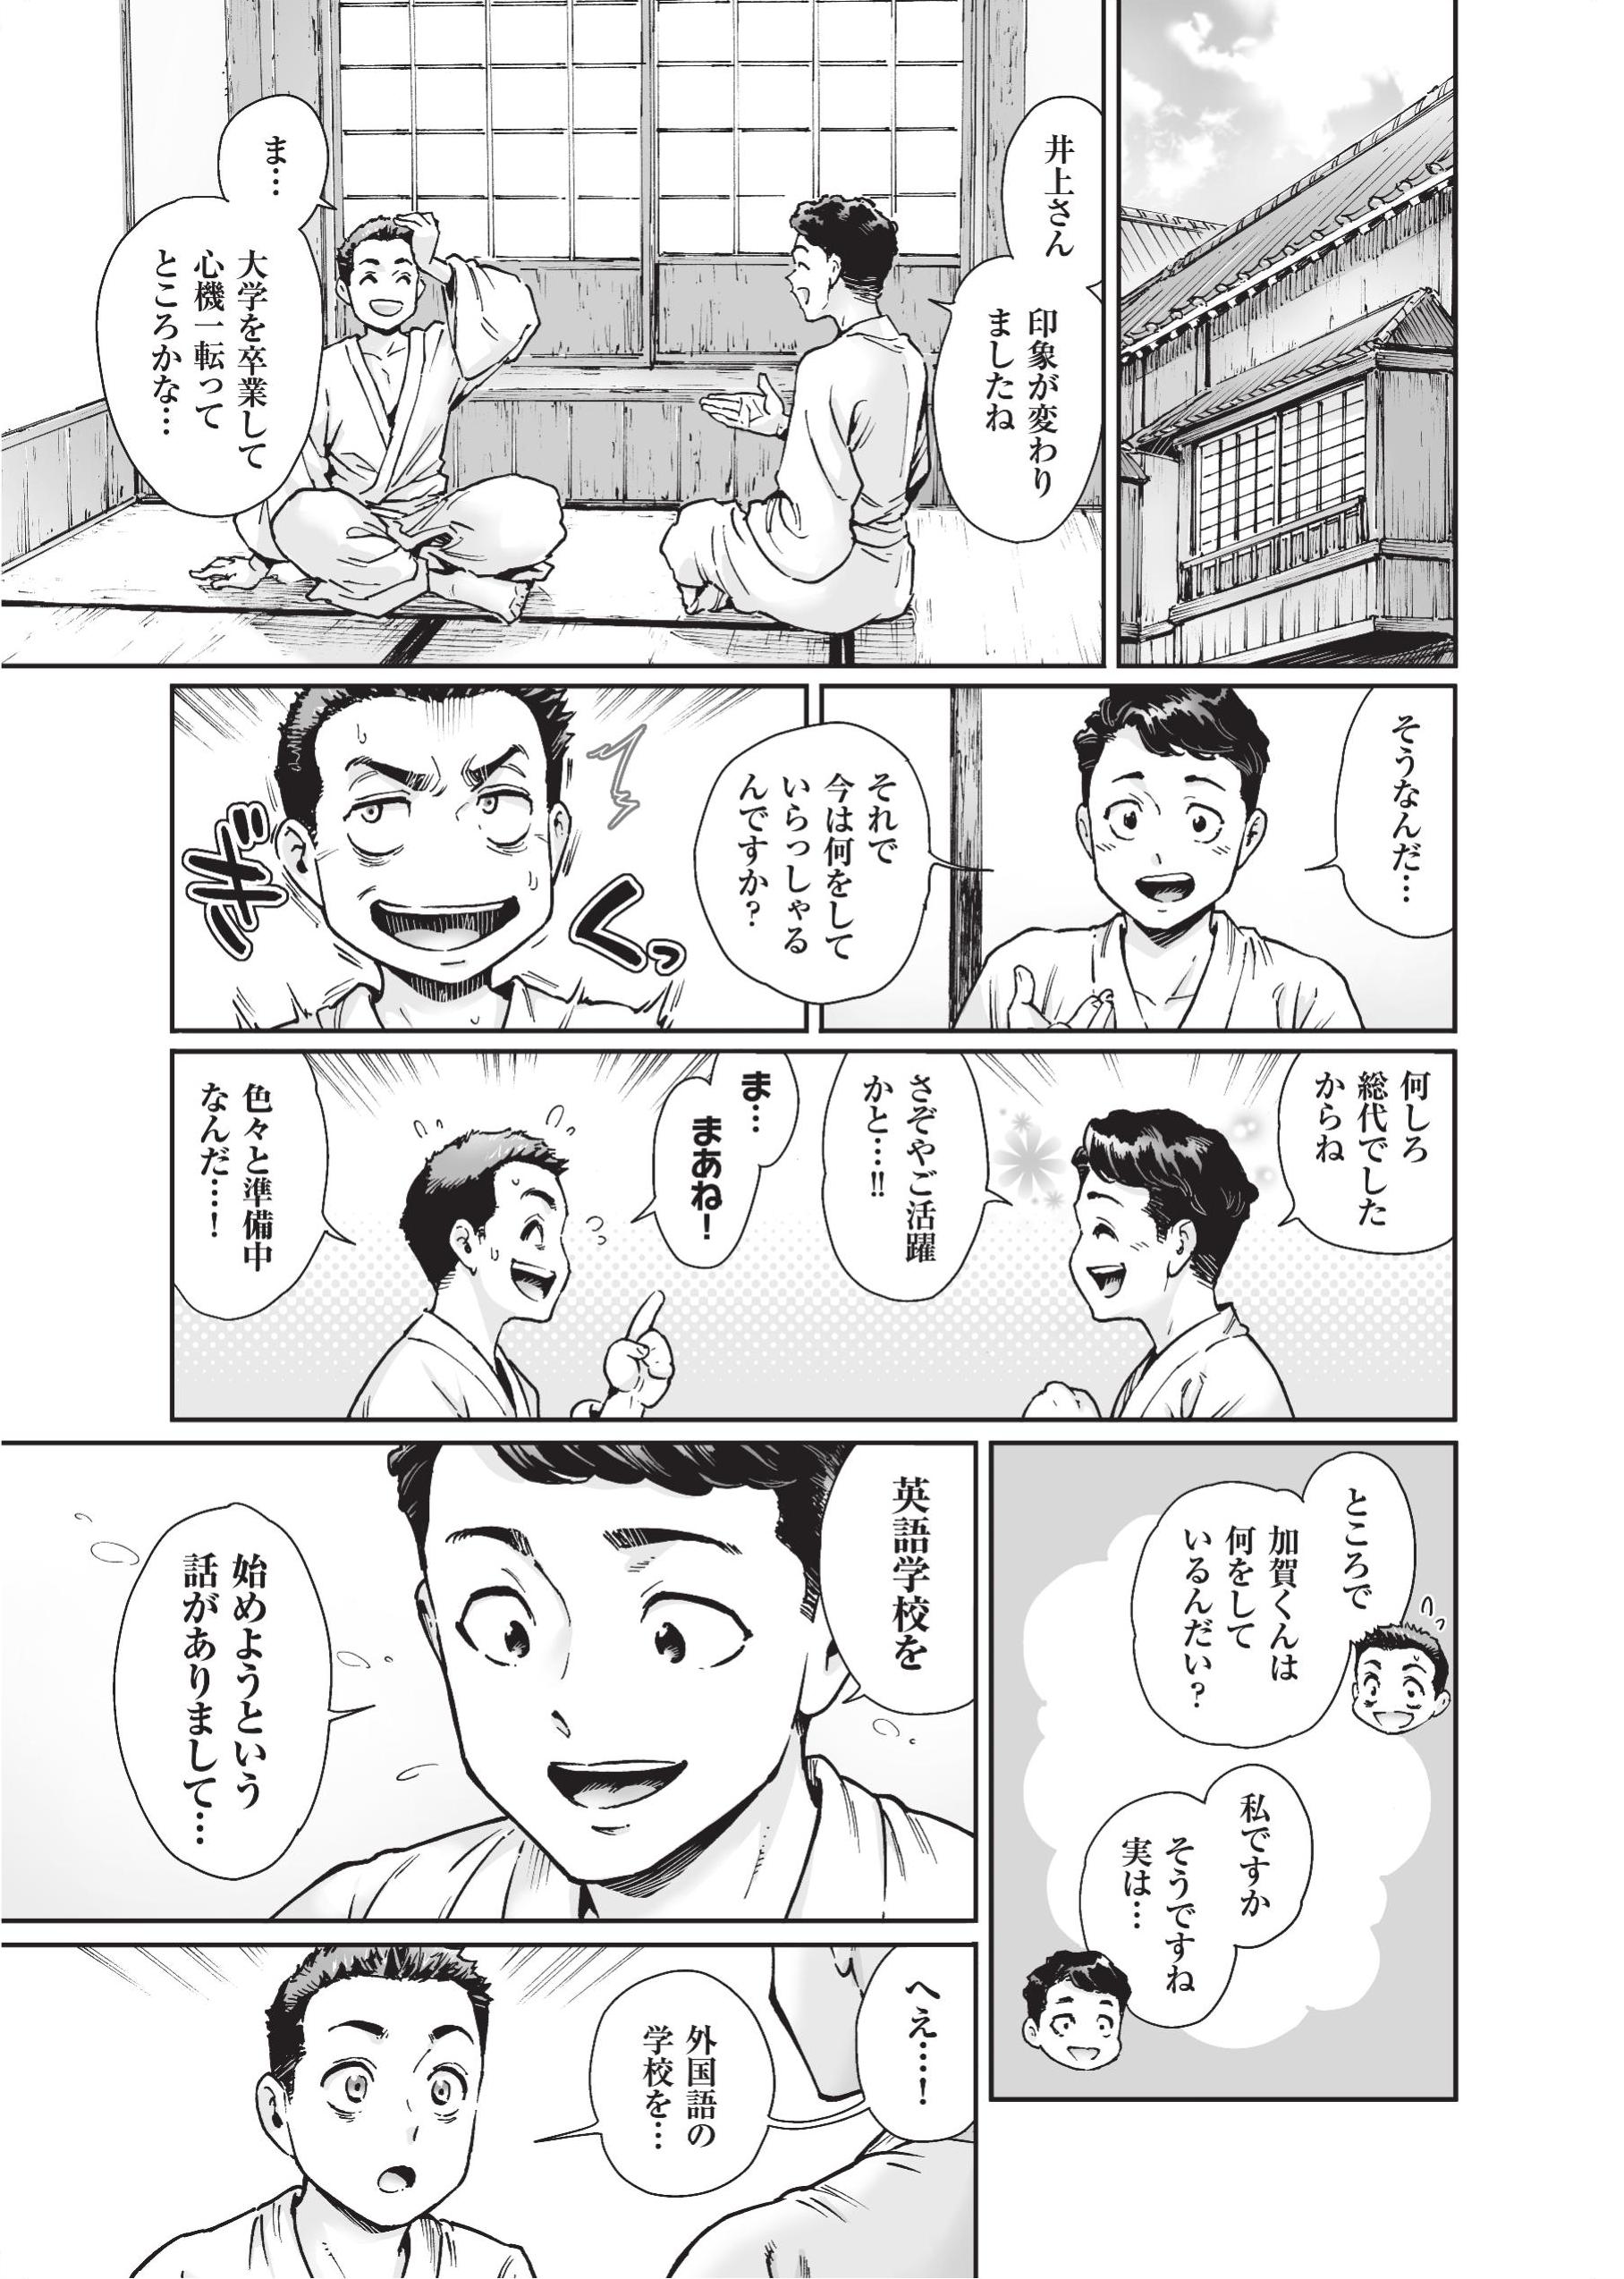 井上さん
印象が変わり
ましたね
ま…
大学を卒業して
心機一転って
ところかな…
そうなんだ…
それで
今は何をして
いらっしゃる
んですか？
ぎくっ
何しろ
総代でした
からね
さぞやご活躍
かと…!!
ま…
まあね！
色々と準備中
なんだ…！
ところで
加賀くんは
何をして
いるんだい？
私ですか
そうですね
実は…
英語学校を
始めようという
話がありまして…
へえ…！
外国語の
学校を…